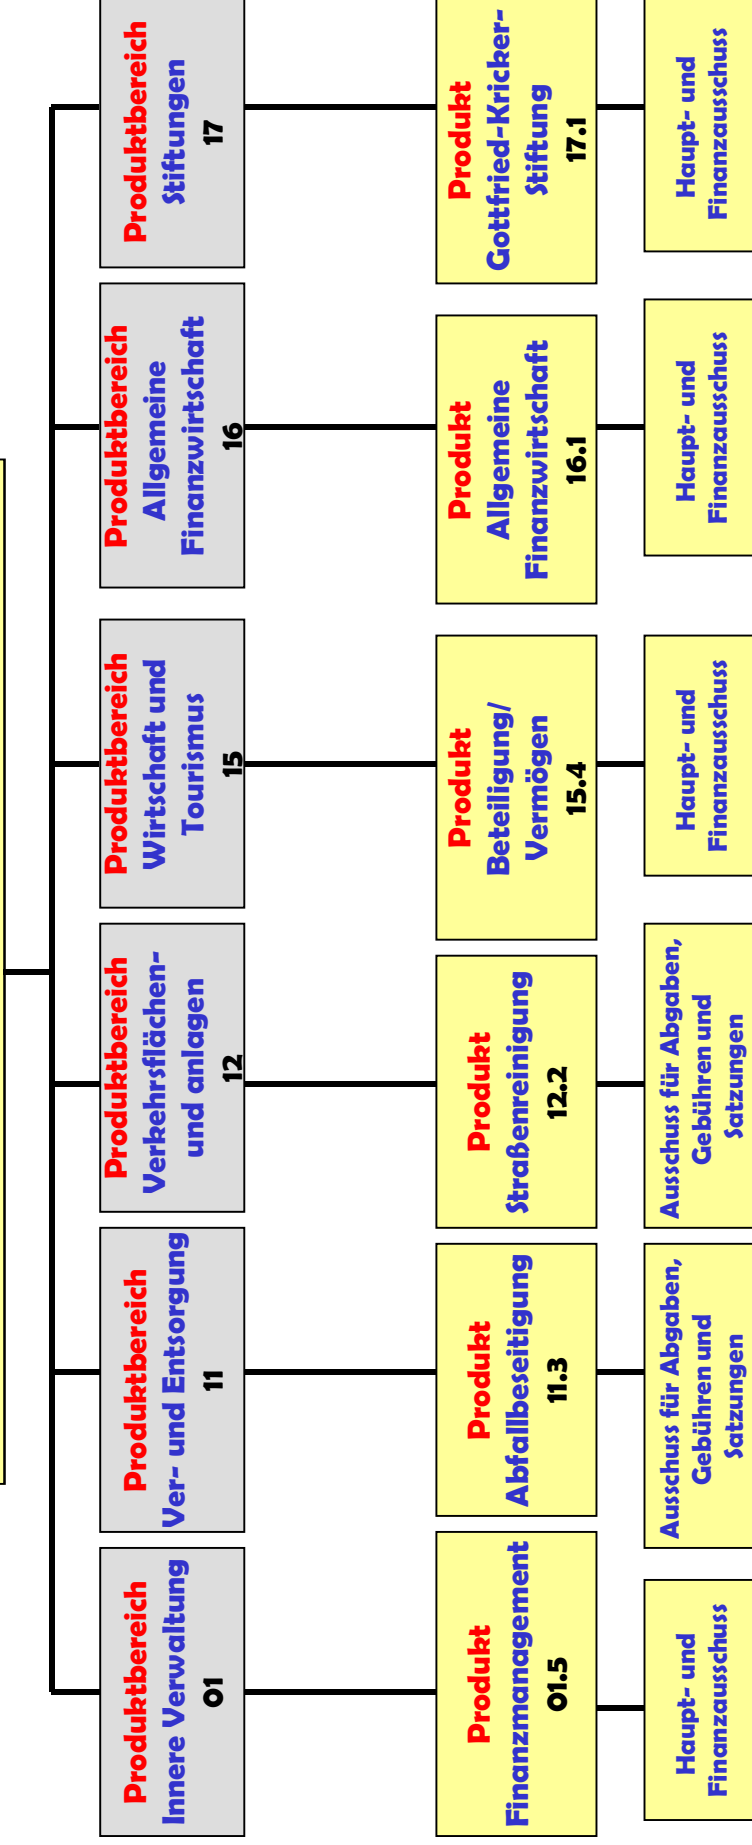 Produktbereich
Innere Verwaltung
01
Produktbereich
Ver- und Entsorgung
11
Produktbereich
Verkehrsflächen-
und anlagen
12
Produktbereich
Wirtschaft und
Tourismus
15
Produktbereich
Allgemeine
Finanzwirtschaft
16
Produktbereich
Stiftungen
17
Produkt
Finanzmanagement
01.5
Produkt
Abfallbeseitigung
11.3
Produkt
Straßenreinigung
12.2
Produkt
Beteiligung/
Vermögen
15.4
Produkt
Allgemeine
Finanzwirtschaft
16.1
Produkt
Gottfried-Kricker-
Stiftung
17.1
Haupt- und
Finanzausschuss
Ausschuss für Abgaben,
Gebühren und
Satzungen
Ausschuss für Abgaben,
Gebühren und
Satzungen
Haupt- und
Finanzausschuss
Haupt- und
Finanzausschuss
Haupt- und
Finanzausschuss